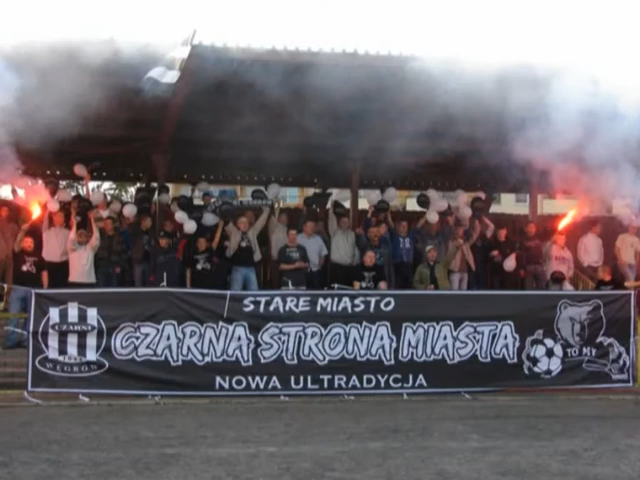 STARE MIASTO
CZARNA STRONA MIASTA
NOWA ULTRADYCJA
CZARNI
WĘGRÓW
TO MY